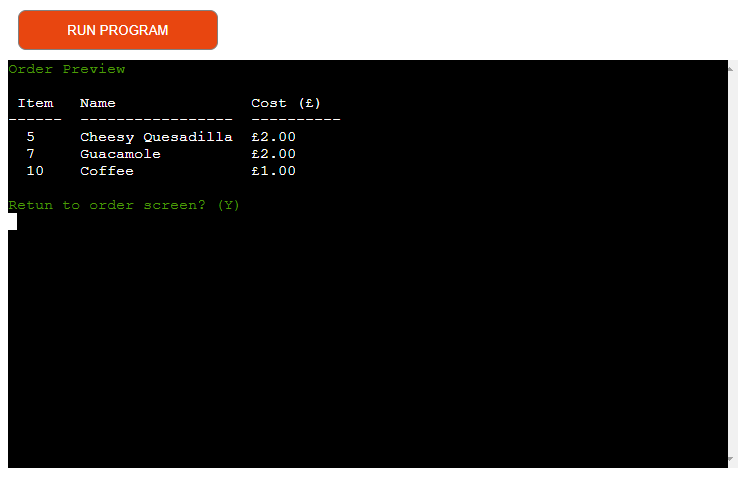 RUN PROGRAM
Order Preview
Item Name Cost (£)
------ ----------------- ----------
5 Cheesy Quesadilla £2.00
7 Guacamole £2.00
10 Coffee £1.00
Retun to order screen? (Y)